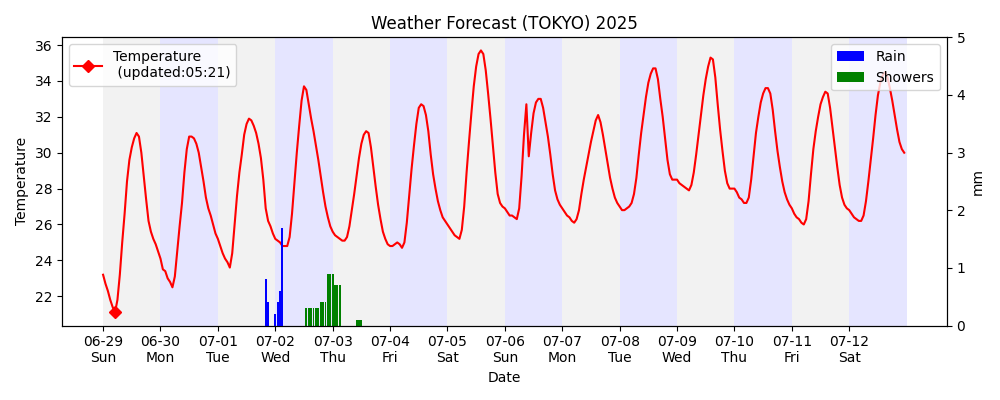 Weather Forecast (TOKYO) 2025
Temperature
(updated:05:21)
Rain
Showers
36
34
32
30
28
26
24
22
Temperature
5
4
3
2
1
0
mm
06-29 06-30 07-01 07-02 07-03 07-04 07-05 07-06 07-07 07-08 07-09 07-10 07-11 07-12
Sun Mon Tue Wed Thu Fri Sat Sun Mon Tue Wed Thu Fri Sat
Date